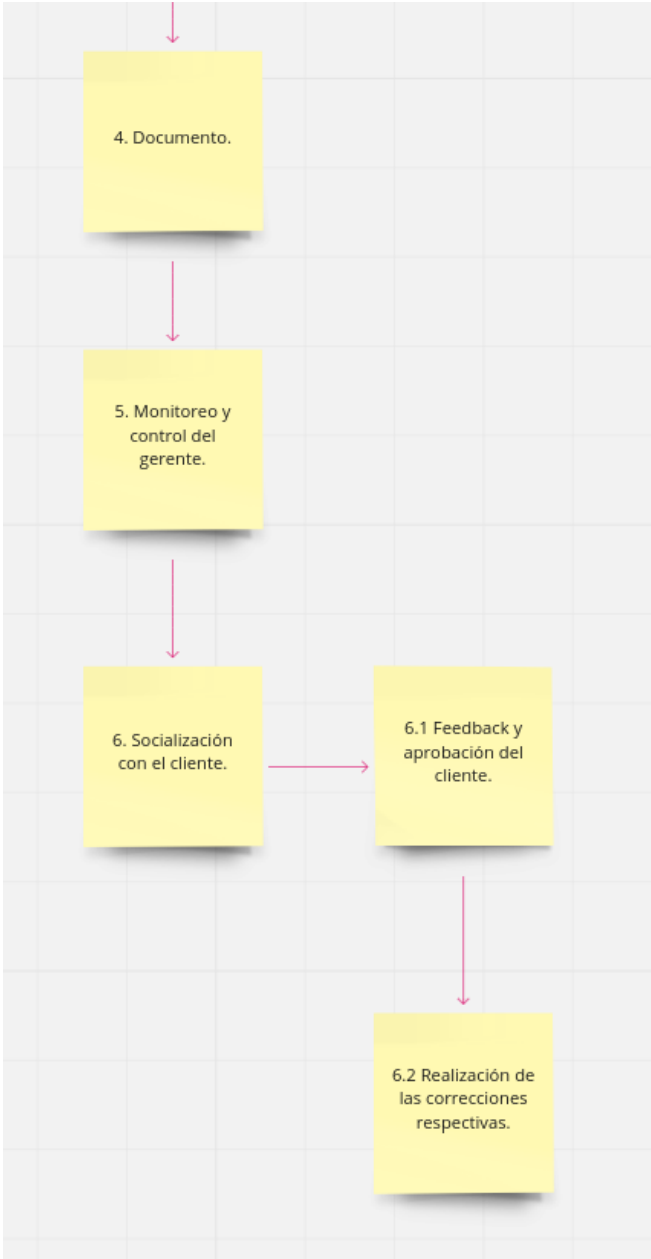 4. Documento.
5. Monitoreo y
control del
gerente.
6. Socialización
con el cliente.
6.1 Feedback y
aprobación del
cliente.
6.2 Realización de
las correcciones
respectivas.